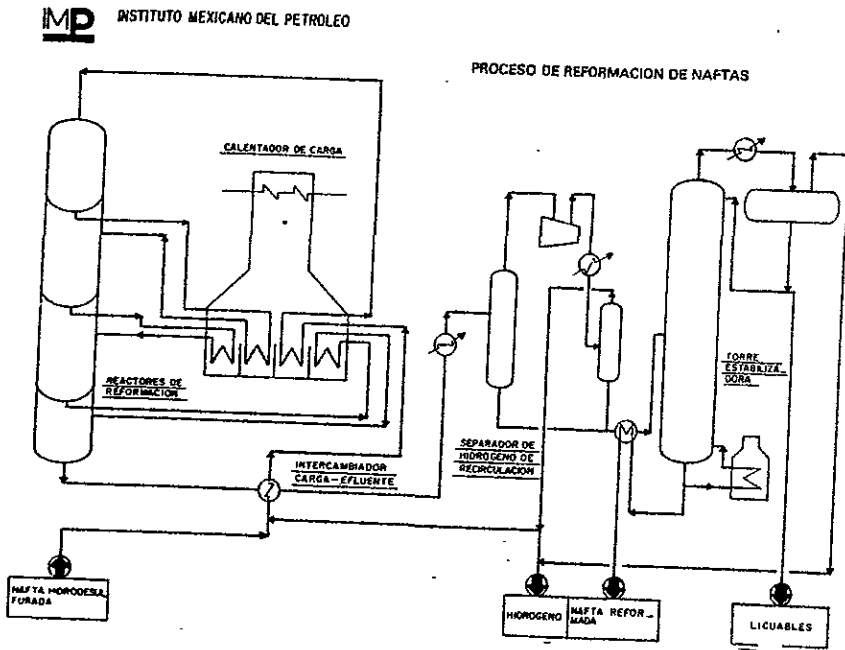 IMP INSTITUTO MEXICANO DEL PETROLEO
PROCESO DE REFORMACION DE NAFTAS
CALENTADOR DE CARGA
REACTORES DE
REFORMACION
INTERCAMBIADOR
CARGA-EFLUENTE
SEPARADOR DE
HIDROGENO DE
RECIRCULACION
TORRE
ESTABILIZA_
DORA
NAFTA HIDRODESUL
FURADA
HIDROGENO
NAFTA REFOR_
MADA
LICUABLES